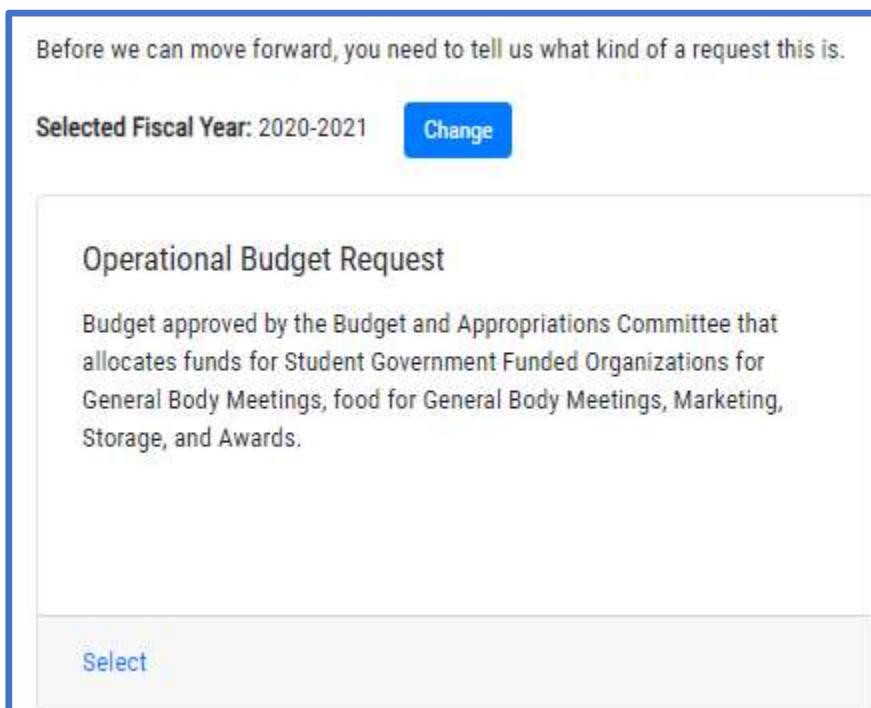 Before we can move forward, you need to tell us what kind of a request this is.
Selected Fiscal Year: 2020-2021 Change
Operational Budget Request
Budget approved by the Budget and Appropriations Committee that
allocates funds for Student Government Funded Organizations for
General Body Meetings, food for General Body Meetings, Marketing,
Storage, and Awards.
Select